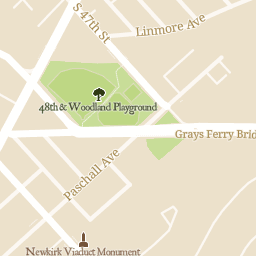 S 47th St
Linmore Ave
48th & Woodland Playground
Grays Ferry Brid
Paschall Ave
Newkirk Viaduct Monument